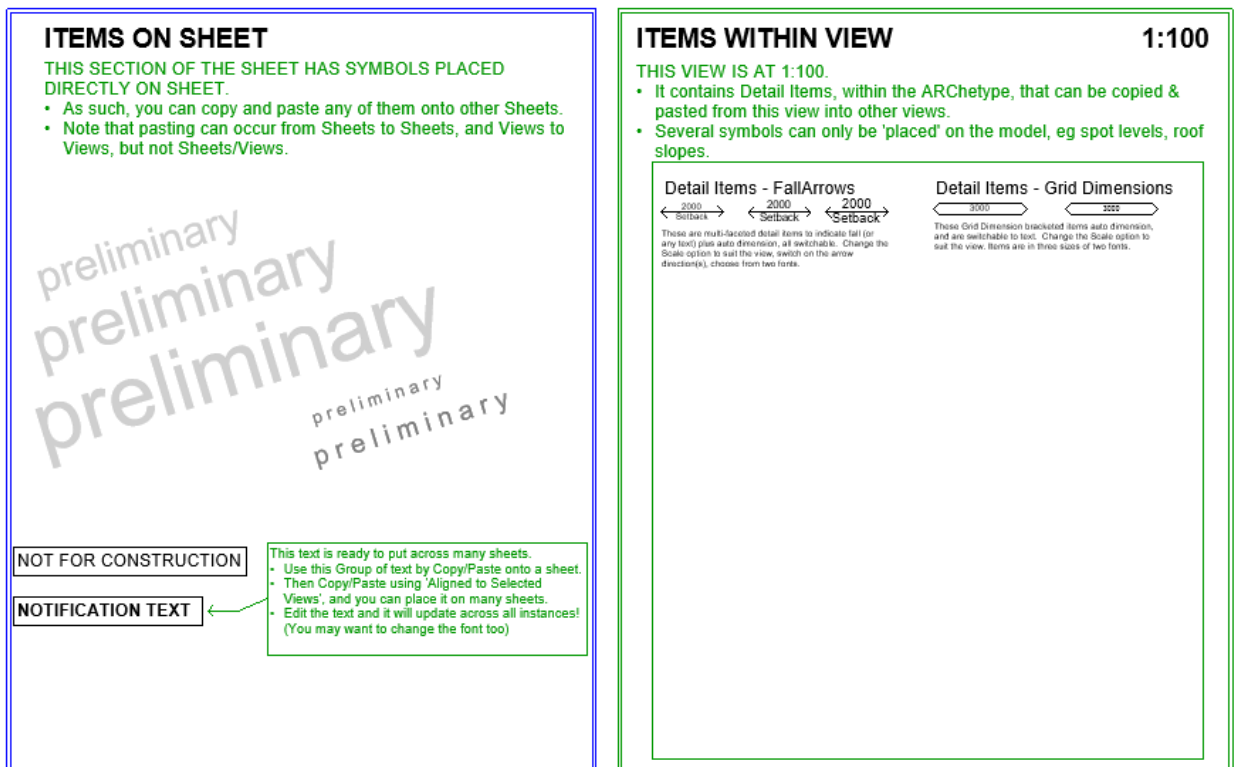 ITEMS ON SHEET
THIS SECTION OF THE SHEET HAS SYMBOLS PLACED
DIRECTLY ON SHEET.
• As such, you can copy and paste any of them onto other Sheets.
• Note that pasting can occur from Sheets to Sheets, and Views to
Views, but not Sheets/Views.
preliminary
preliminary
preliminary
preliminary
preliminary
NOT FOR CONSTRUCTION
NOTIFICATION TEXT
This text is ready to put across many sheets.
• Use this Group of text by Copy/Paste onto a sheet.
• Then Copy/Paste using 'Aligned to Selected
Views', and you can place it on many sheets.
• Edit the text and it will update across all instances!
(You may want to change the font too)
ITEMS WITHIN VIEW 1:100
THIS VIEW IS AT 1:100.
• It contains Detail Items, within the ARChetype, that can be copied &
pasted from this view into other views.
• Several symbols can only be 'placed' on the model, eg spot levels, roof
slopes.
Detail Items - FallArrows
2000 2000 2000
Setback Setback Setback
These are multi-faceted detail items to indicate fall (or
any text) plus auto dimension, all switchable. Change the
Scale option to suit the view, switch on the arrow
direction(s), choose from two fonts.
Detail Items - Grid Dimensions
3000 3000
These Grid Dimension bracketed items auto dimension,
and are switchable to text. Change the Scale option to
suit the view. Items are in three sizes of two fonts.